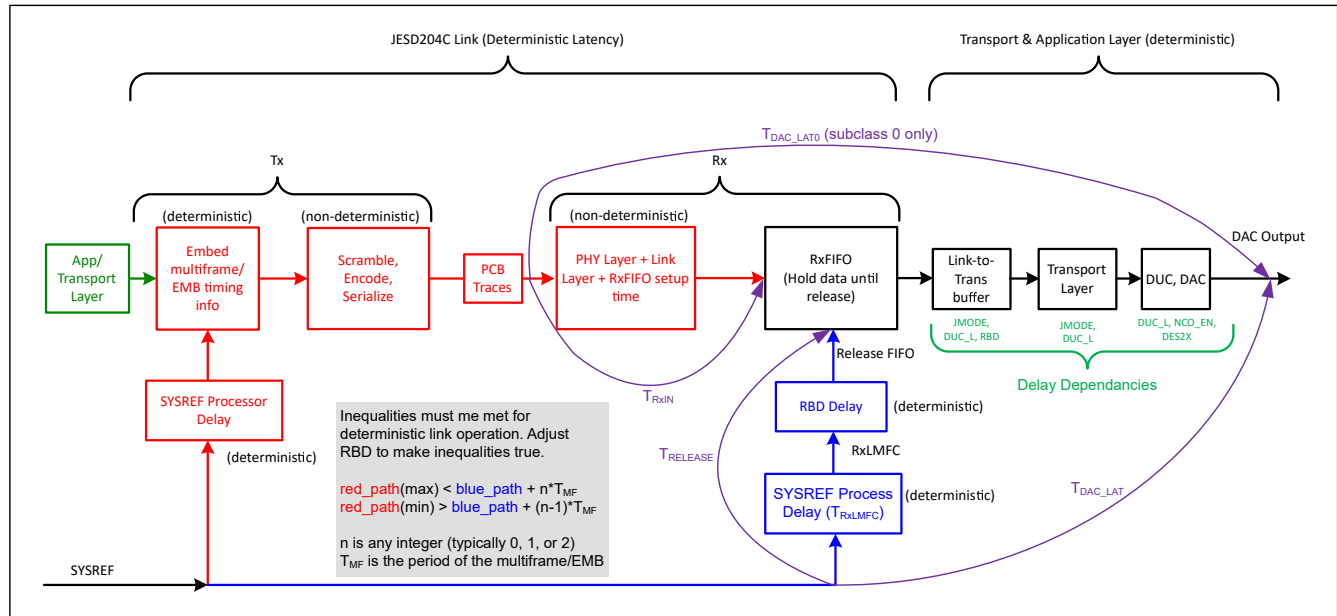 JESD204C Link (Deterministic Latency)
Transport & Application Layer (deterministic)
T_DAC_LAT0 (subclass 0 only)
Tx
Rx
(deterministic)
(non-deterministic)
(non-deterministic)
DAC Output
App/
Transport
Layer
Embed
multiframe/
EMB timing
info
Scramble,
Encode,
Serialize
PCB
Traces
PHY Layer + Link
Layer + RxFIFO setup
time
RxFIFO
(Hold data until
release)
Link-to-
Trans
buffer
Transport
Layer
DUC, DAC
JMODE,
DUC_L, RBD
JMODE,
DUC_L
DUC_L, NCO_EN,
DES2X
Delay Dependancies
Release FIFO
T_RxIN
SYSREF Processor
Delay
(deterministic)
RBD Delay
(deterministic)
RxLMFC
T_RELEASE
SYSREF Process
Delay (T_RxLMFC)
(deterministic)
T_DAC_LAT
Inequalities must me met for
deterministic link operation. Adjust
RBD to make inequalities true.
red_path(max) < blue_path + n*T_MF
red_path(min) > blue_path + (n-1)*T_MF
n is any integer (typically 0, 1, or 2)
T_MF is the period of the multiframe/EMB
SYSREF